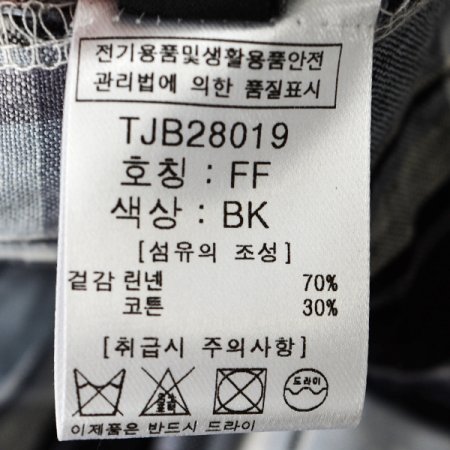 전기용품및생활용품안전
관리법에 의한 품질표시
TJB28019
호칭 : FF
색상 : BK
[섬유의 조성]
겉감 린넨 70%
코튼 30%
[취급시 주의사항]
드라이
이제품은 반드시 드라이